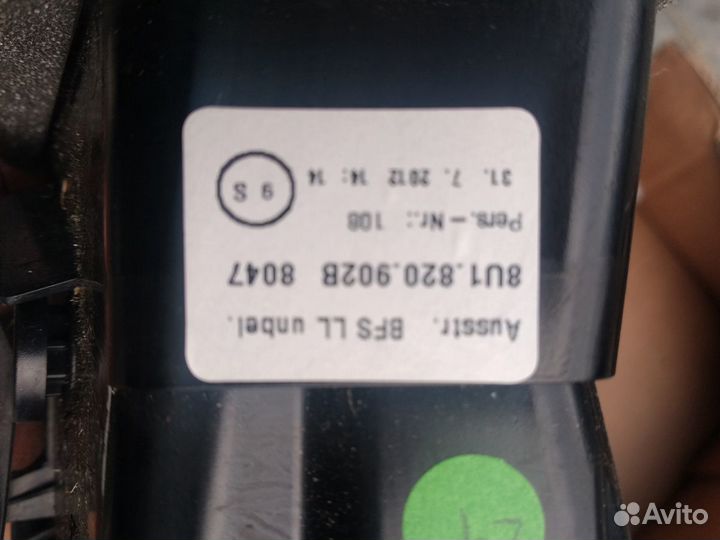 Ausstr. BFS LL unbel.
8U1.820.902B 8047
Pers.-Nr.: 108
31. 7. 2012 14: 14
9 S
Avito